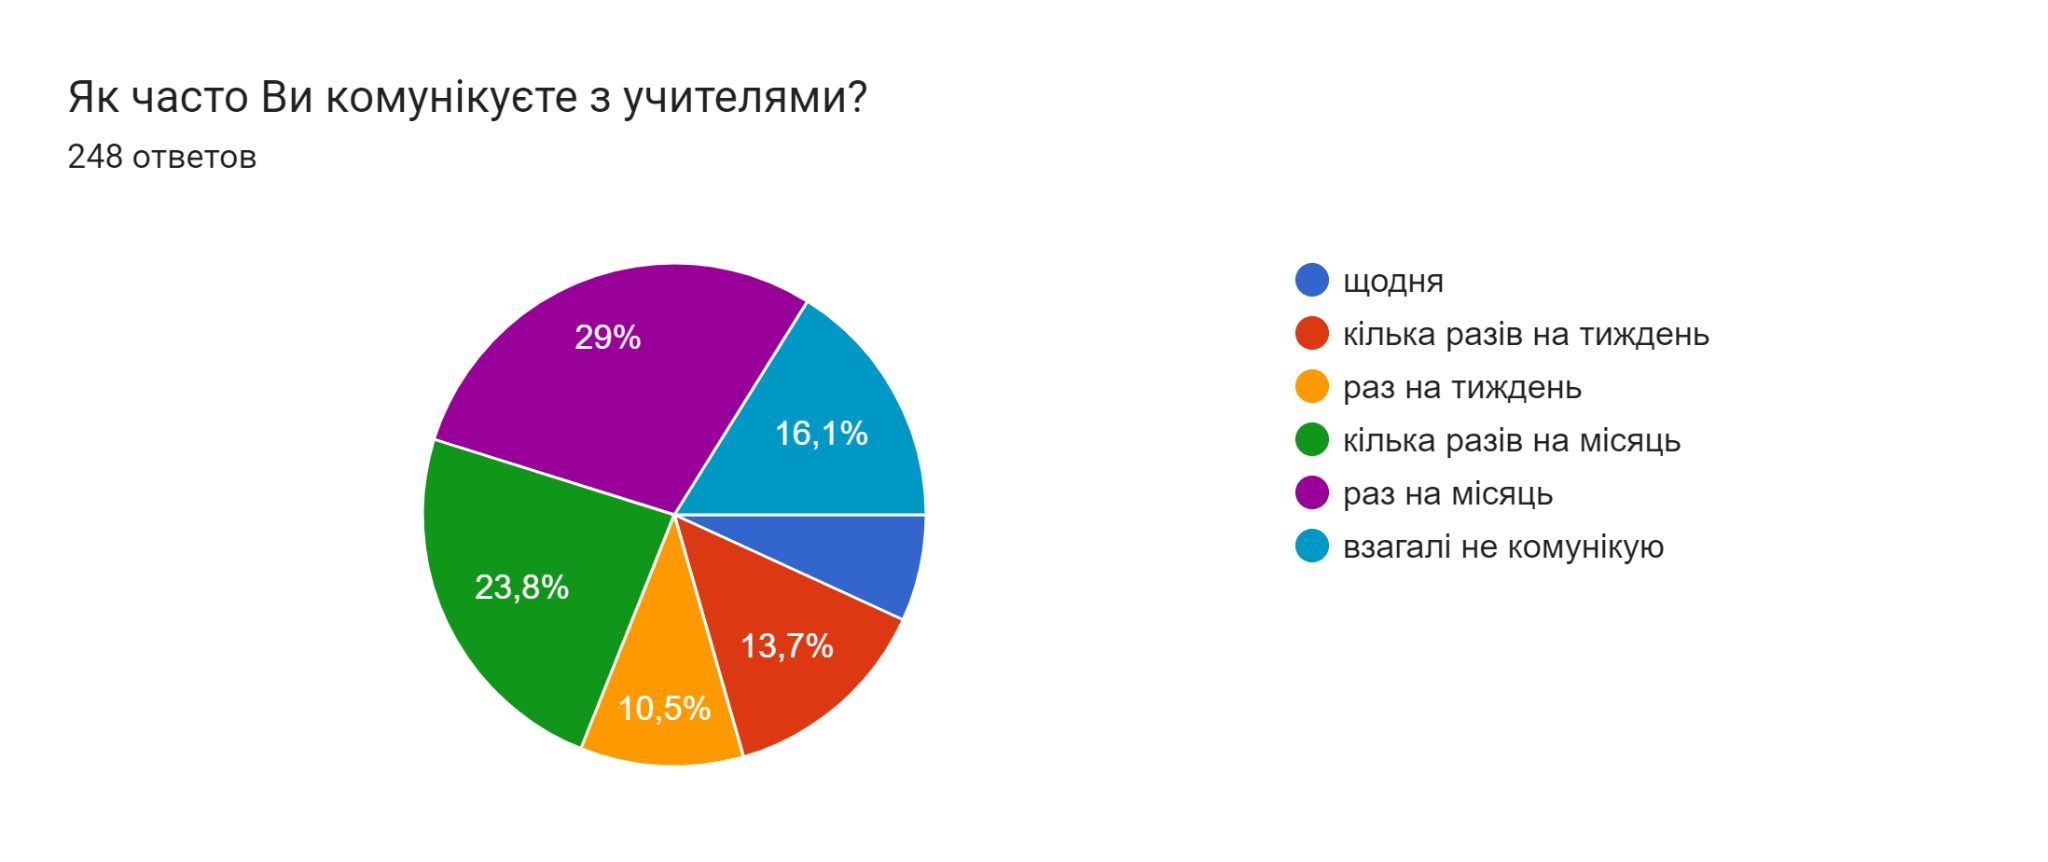 Як часто Ви комунікуєте з учителями?
248 ответов
29%
16,1%
23,8%
13,7%
10,5%
щодня
кілька разів на тиждень
раз на тиждень
кілька разів на місяць
раз на місяць
взагалі не комунікую